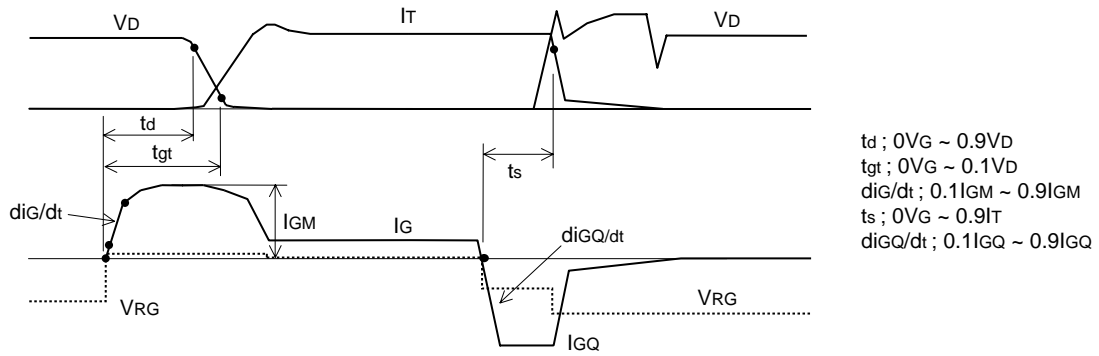 VD
IT
td
tgt
ts
diG/dt
IGM
IG
diGQ/dt
VRG
VRG
IGQ
td ; 0VG ~ 0.9VD
tgt ; 0VG ~ 0.1VD
diG/dt ; 0.1IGM ~ 0.9IGM
ts ; 0VG ~ 0.9IT
diGQ/dt ; 0.1IGQ ~ 0.9IGQ